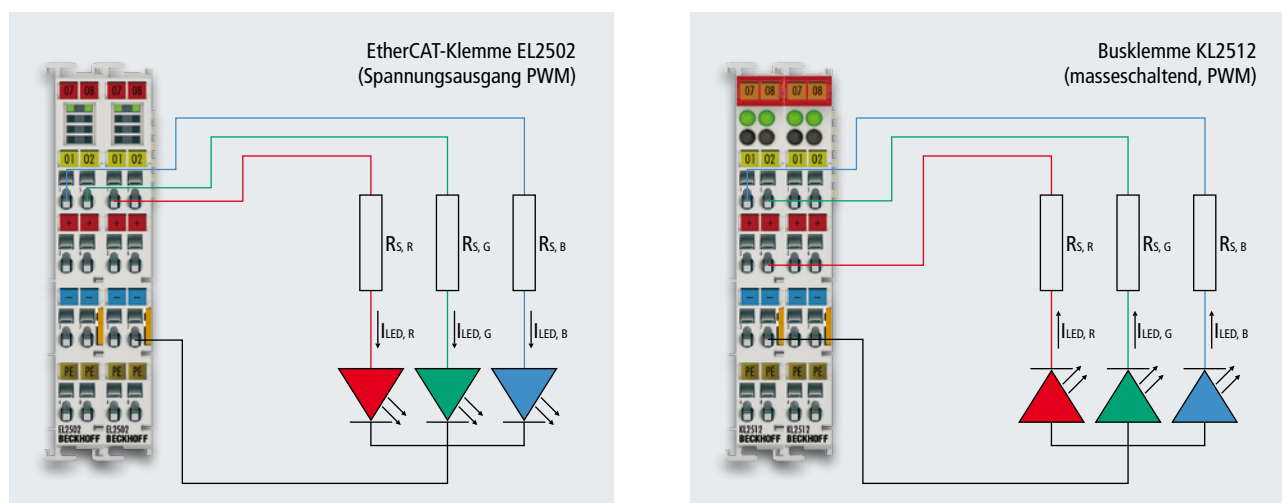 EtherCAT-Klemme EL2502
(Spannungsausgang PWM)
07 08 07 08
01 02 01 02
+ + + +
− − − −
PE PE PE PE
EL2502 EL2502
BECKHOFF BECKHOFF
RS, R
RS, G
RS, B
ILED, R
ILED, G
ILED, B
Busklemme KL2512
(masseschaltend, PWM)
07 08 07 08
01 02 01 02
+ + + +
− − − −
PE PE PE PE
KL2512 KL2512
BECKHOFF BECKHOFF
RS, R
RS, G
RS, B
ILED, R
ILED, G
ILED, B